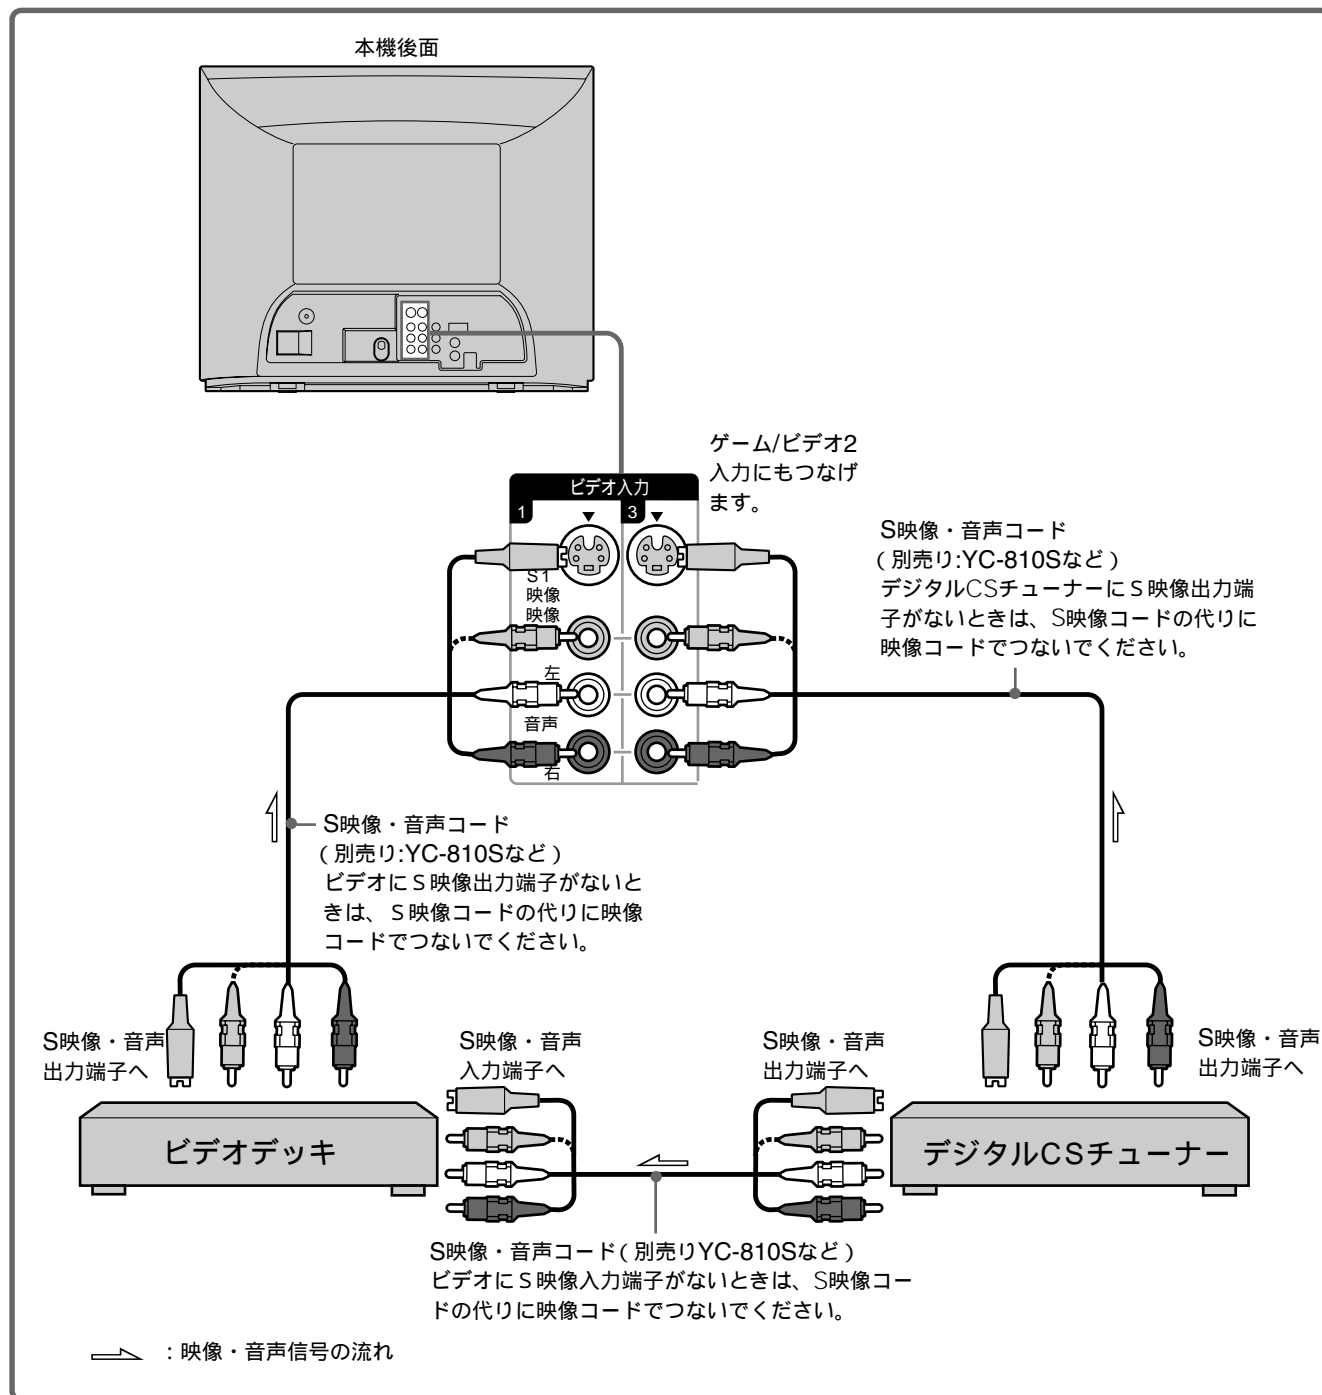 本機後面
ゲーム/ビデオ2
入力にもつなげ
ます。
ビデオ入力
1
3
S1
映像
映像
左
音声
右
S映像・音声コード
(別売り:YC-810Sなど)
デジタルCSチューナーにS映像出力端
子がないときは、S映像コードの代りに
映像コードでつないでください。
S映像・音声コード
(別売り:YC-810Sなど)
ビデオにS映像出力端子がないと
きは、S映像コードの代りに映像
コードでつないでください。
S映像・音声
出力端子へ
S映像・音声
入力端子へ
S映像・音声
出力端子へ
S映像・音声
出力端子へ
ビデオデッキ
デジタルCSチューナー
S映像・音声コード(別売りYC-810Sなど)
ビデオにS映像入力端子がないときは、S映像コー
ドの代りに映像コードでつないでください。
:映像・音声信号の流れ